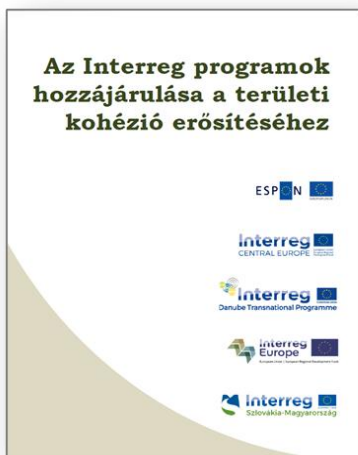 Az Interreg programok
hozzájárulása a területi
kohézió erősítéséhez
ESPON
Interreg
CENTRAL EUROPE
Interreg
Danube Transnational Programme
Interreg
Europe
Interreg
Szlovákia-Magyarország